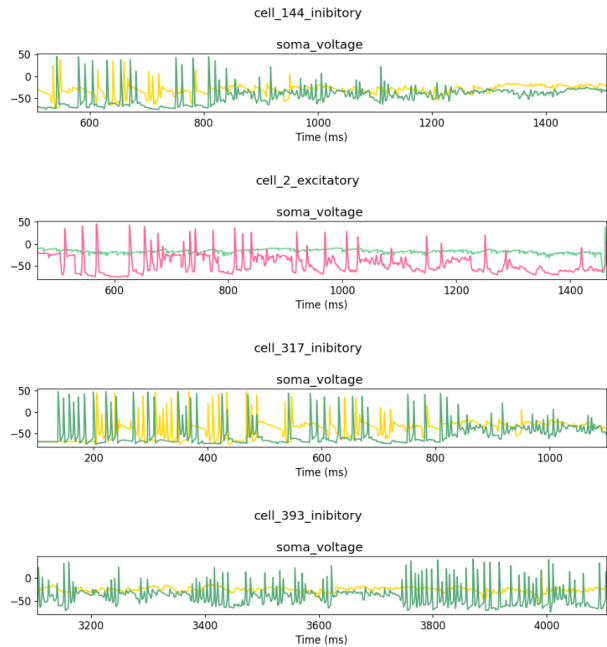 cell_144_inibitory
soma_voltage
50
0
−50
600 800 1000 1200 1400
Time (ms)
cell_2_excitatory
soma_voltage
50
0
−50
600 800 1000 1200 1400
Time (ms)
cell_317_inibitory
soma_voltage
50
0
−50
200 400 600 800 1000
Time (ms)
cell_393_inibitory
soma_voltage
0
−50
3200 3400 3600 3800 4000
Time (ms)